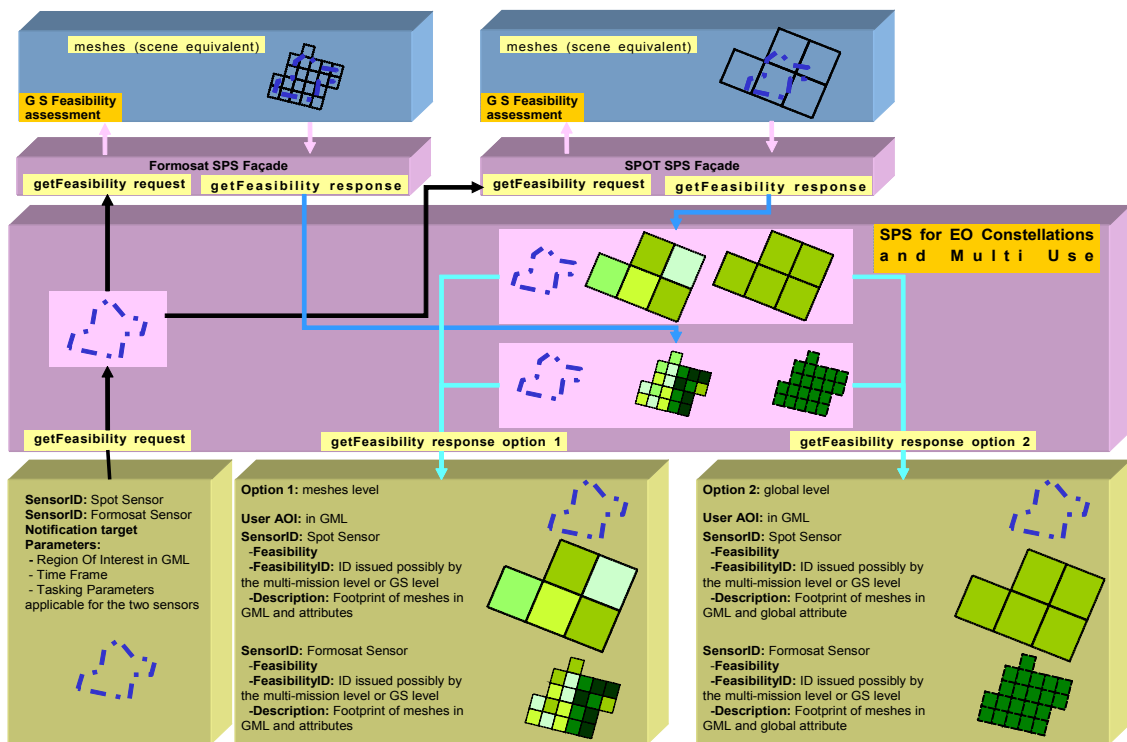 meshes (scene equivalent)
G S Feasibility
assessment
meshes (scene equivalent)
G S Feasibility
assessment
Formosat SPS Façade
getFeasibility request
getFeasibility response
SPOT SPS Façade
getFeasibility request
getFeasibility response
SPS for EO Constellations
and Multi Use
getFeasibility request
getFeasibility response option 1
getFeasibility response option 2
SensorID: Spot Sensor
SensorID: Formosat Sensor
Notification target
Parameters:
- Region Of Interest in GML
- Time Frame
- Tasking Parameters
applicable for the two sensors
Option 1: meshes level
User AOI: in GML
SensorID: Spot Sensor
-Feasibility
-FeasibilityID: ID issued possibly by
the multi-mission level or GS level
-Description: Footprint of meshes in
GML and attributes
SensorID: Formosat Sensor
-Feasibility
-FeasibilityID: ID issued possibly by
the multi-mission level or GS level
-Description: Footprint of meshes in
GML and attributes
Option 2: global level
User AOI: in GML
SensorID: Spot Sensor
-Feasibility
-FeasibilityID: ID issued possibly by
the multi-mission level or GS level
-Description: Footprint of meshes in
GML and global attribute
SensorID: Formosat Sensor
-Feasibility
-FeasibilityID: ID issued possibly by
the multi-mission level or GS level
-Description: Footprint of meshes in
GML and global attribute